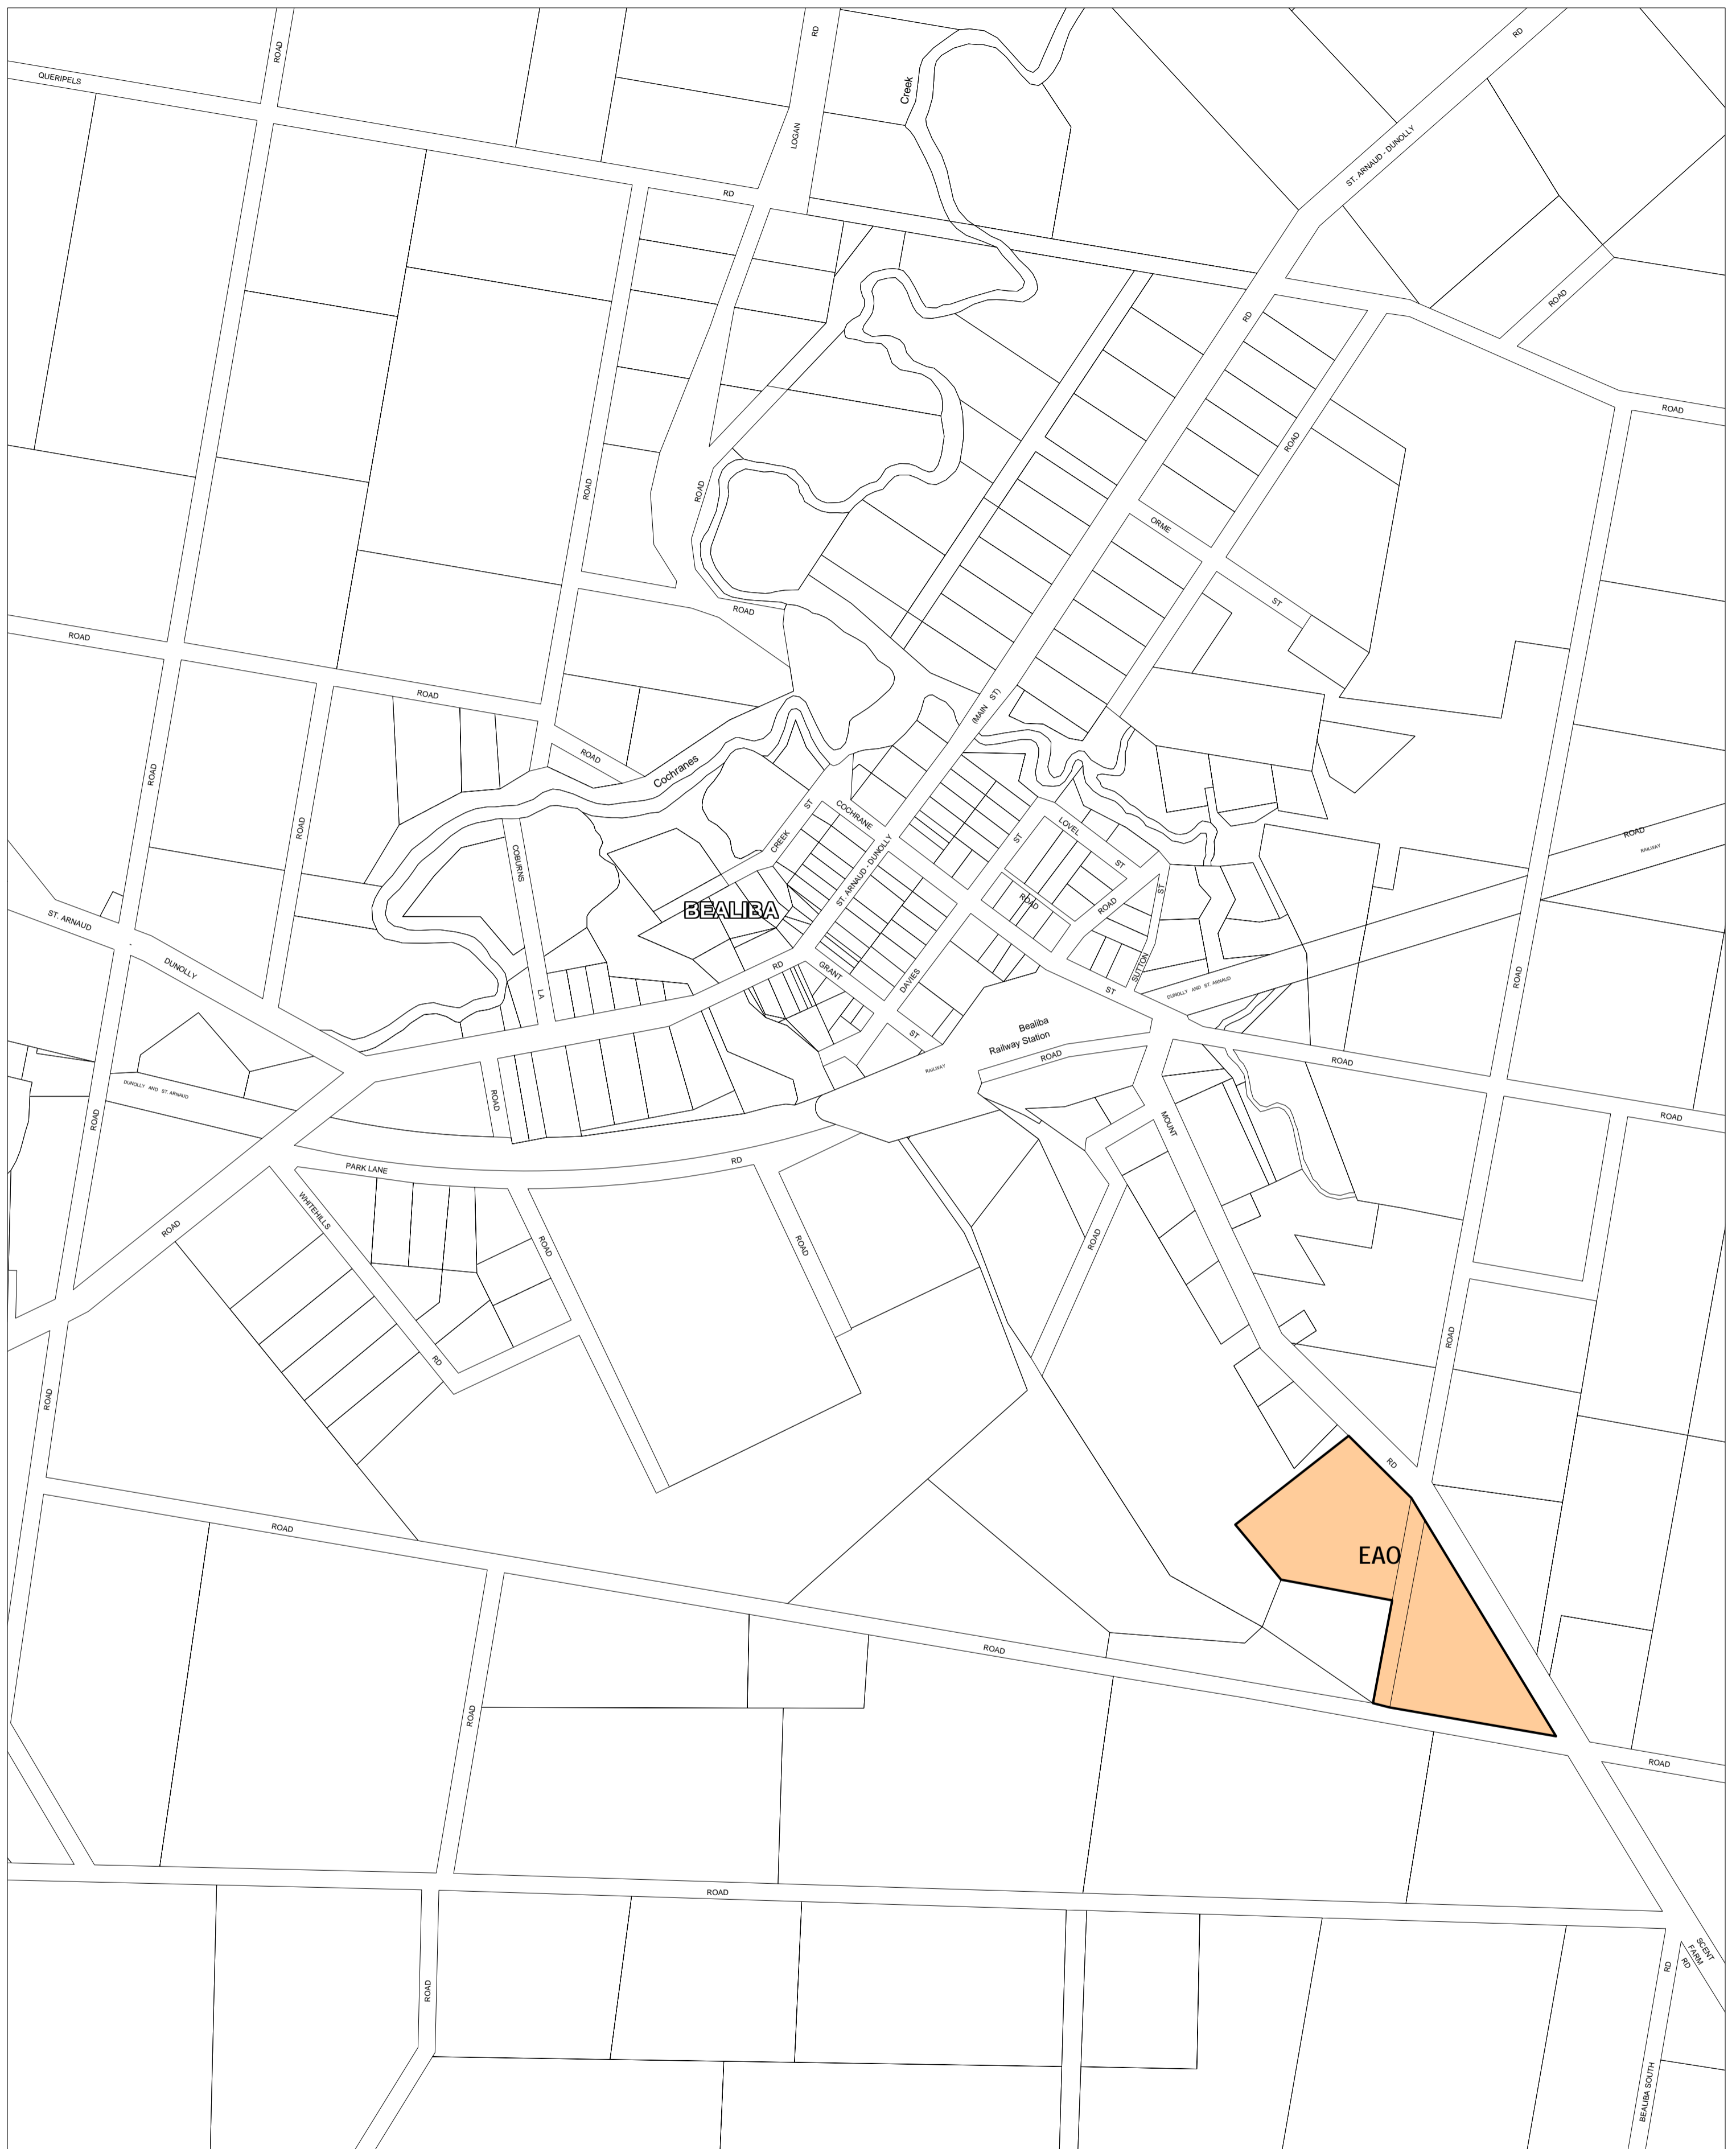 RD
RD
ROAD
QUERIPELS
Creek
LOGAN
ST. ARNAUD - DUNOLLY
RD
ROAD
RD
ROAD
ROAD
ROAD
ROAD
ORME
ST
ROAD
ROAD
ROAD
ROAD
(MAIN ST)
ROAD
ROAD
Cochranes
ROAD
ST
COCHRANE
CREEK
LOVEL
ST
ST
ROAD
RAILWAY
COBURNS
ST. ARNAUD - DUNOLLY
ST
ROAD
ROAD
BEALIBA
ST. ARNAUD
DUNOLLY
RD
GRANT
DAVIES
SUTTON
ST
DUNOLLY AND ST. ARNAUD
ROAD
LA
ST
Bealiba
Railway Station
ROAD
RAILWAY
ROAD
DUNOLLY AND ST. ARNAUD
ROAD
ROAD
MOUNT
ROAD
PARK LANE
RD
WHITEHILLS
ROAD
ROAD
ROAD
ROAD
RD
ROAD
ROAD
RD
ROAD
EAO
ROAD
ROAD
ROAD
ROAD
ROAD
SCENT
FARM
RD
RD
BEALIBA SOUTH